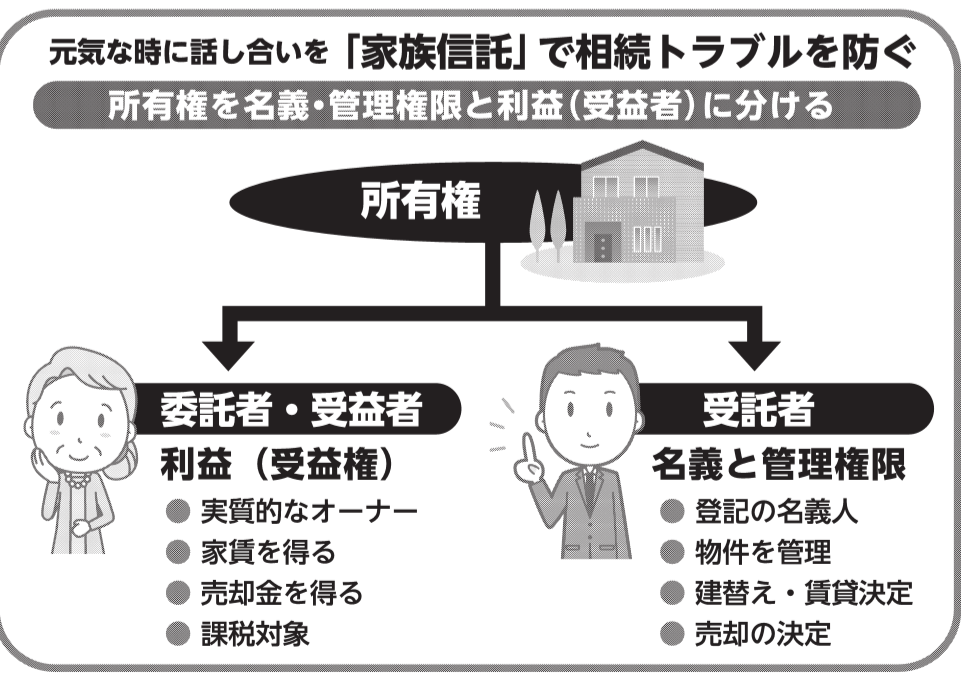 元気な時に話し合いを「家族信託」で相続トラブルを防ぐ
所有権を名義・管理権限と利益(受益者)に分ける
所有権
委託者・受益者
利益（受益権）
● 実質的なオーナー
● 家賃を得る
● 売却金を得る
● 課税対象
受託者
名義と管理権限
● 登記の名義人
● 物件を管理
● 建替え・賃貸決定
● 売却の決定